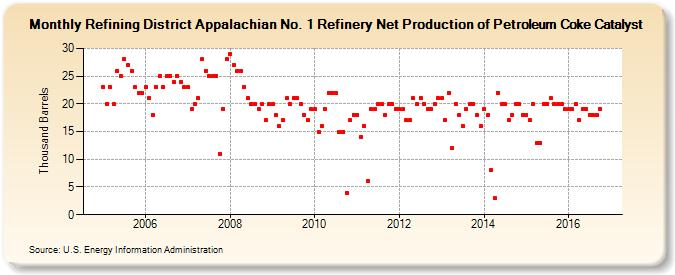 Monthly Refining District Appalachian No. 1 Refinery Net Production of Petroleum Coke Catalyst
Thousand Barrels
30
25
20
15
10
5
0
2006 2008 2010 2012 2014 2016
Source: U.S. Energy Information Administration